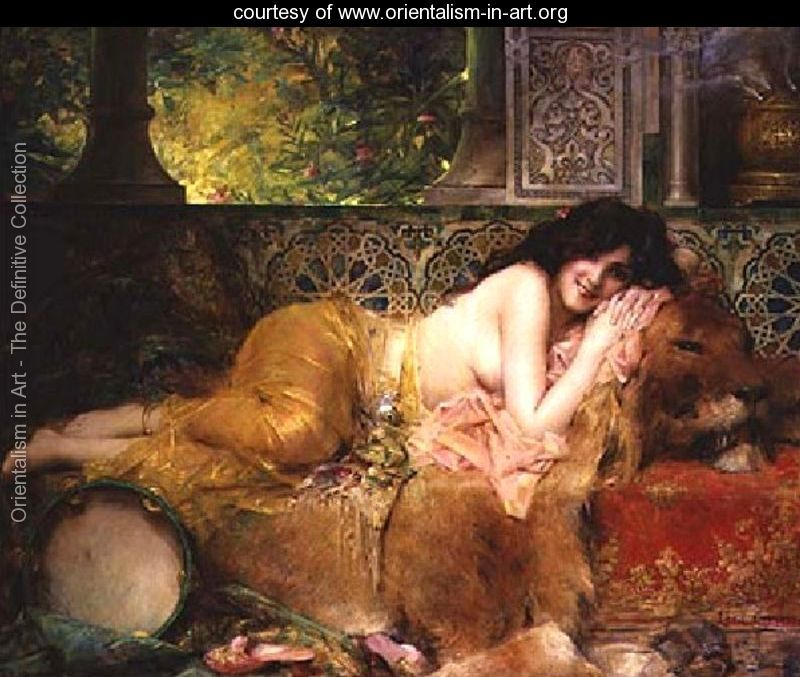 courtesy of www.orientalism-in-art.org
Orientalism in Art - The Definitive Collection